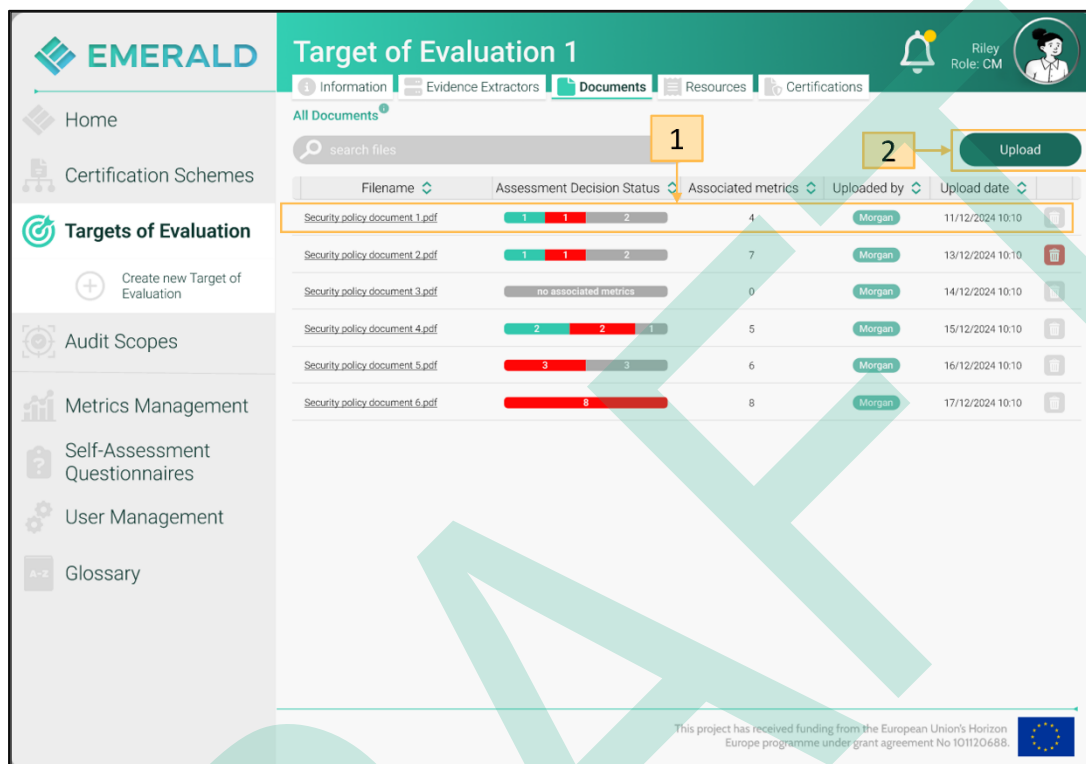 EMERALD
Target of Evaluation 1
Riley
Role: CM
Information Evidence Extractors Documents Resources Certifications
Home
All Documents
1
search files
2
Upload
Certification Schemes
Filename Assessment Decision Status Associated metrics Uploaded by Upload date
Security policy document 1.pdf 1 1 2 4 Morgan 11/12/2024 10:10
Targets of Evaluation
Security policy document 2.pdf 1 1 2 7 Morgan 13/12/2024 10:10
Create new Target of
Evaluation
Security policy document 3.pdf no associated metrics 0 Morgan 14/12/2024 10:10
Security policy document 4.pdf 2 2 1 5 Morgan 15/12/2024 10:10
Audit Scopes
Security policy document 5.pdf 3 3 6 Morgan 16/12/2024 10:10
Security policy document 6.pdf 8 8 Morgan 17/12/2024 10:10
Metrics Management
Self-Assessment
Questionnaires
User Management
A-Z
Glossary
This project has received funding from the European Union's Horizon
Europe programme under grant agreement No 101120688.